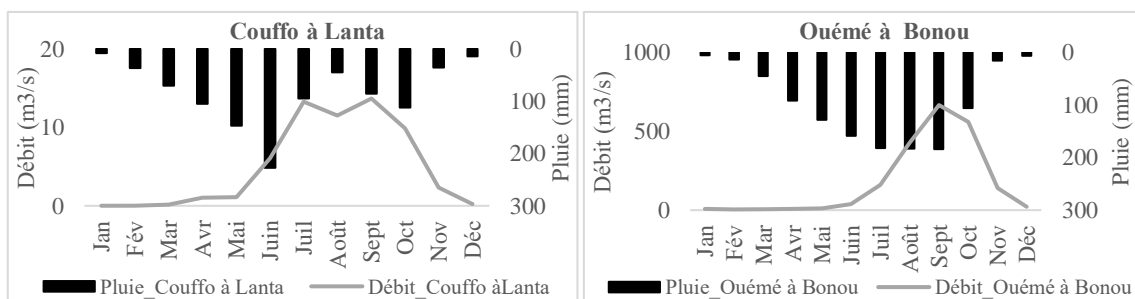 Couffo à Lanta
20
10
0
Débit (m3/s)
0
100
200
300
Pluie (mm)
Jan Fév Mar Avr Mai Juin Juil Août Sept Oct Nov Déc
Pluie_Couffo à Lanta Débit_Couffo àLanta
Ouémé à Bonou
1000
500
0
Débit (m3/s)
0
100
200
300
Pluie (mm)
Jan Fév Mar Avr Mai Juin Juil Août Sept Oct Nov Déc
Pluie_Ouémé à Bonou Débit_Ouémé à Bonou